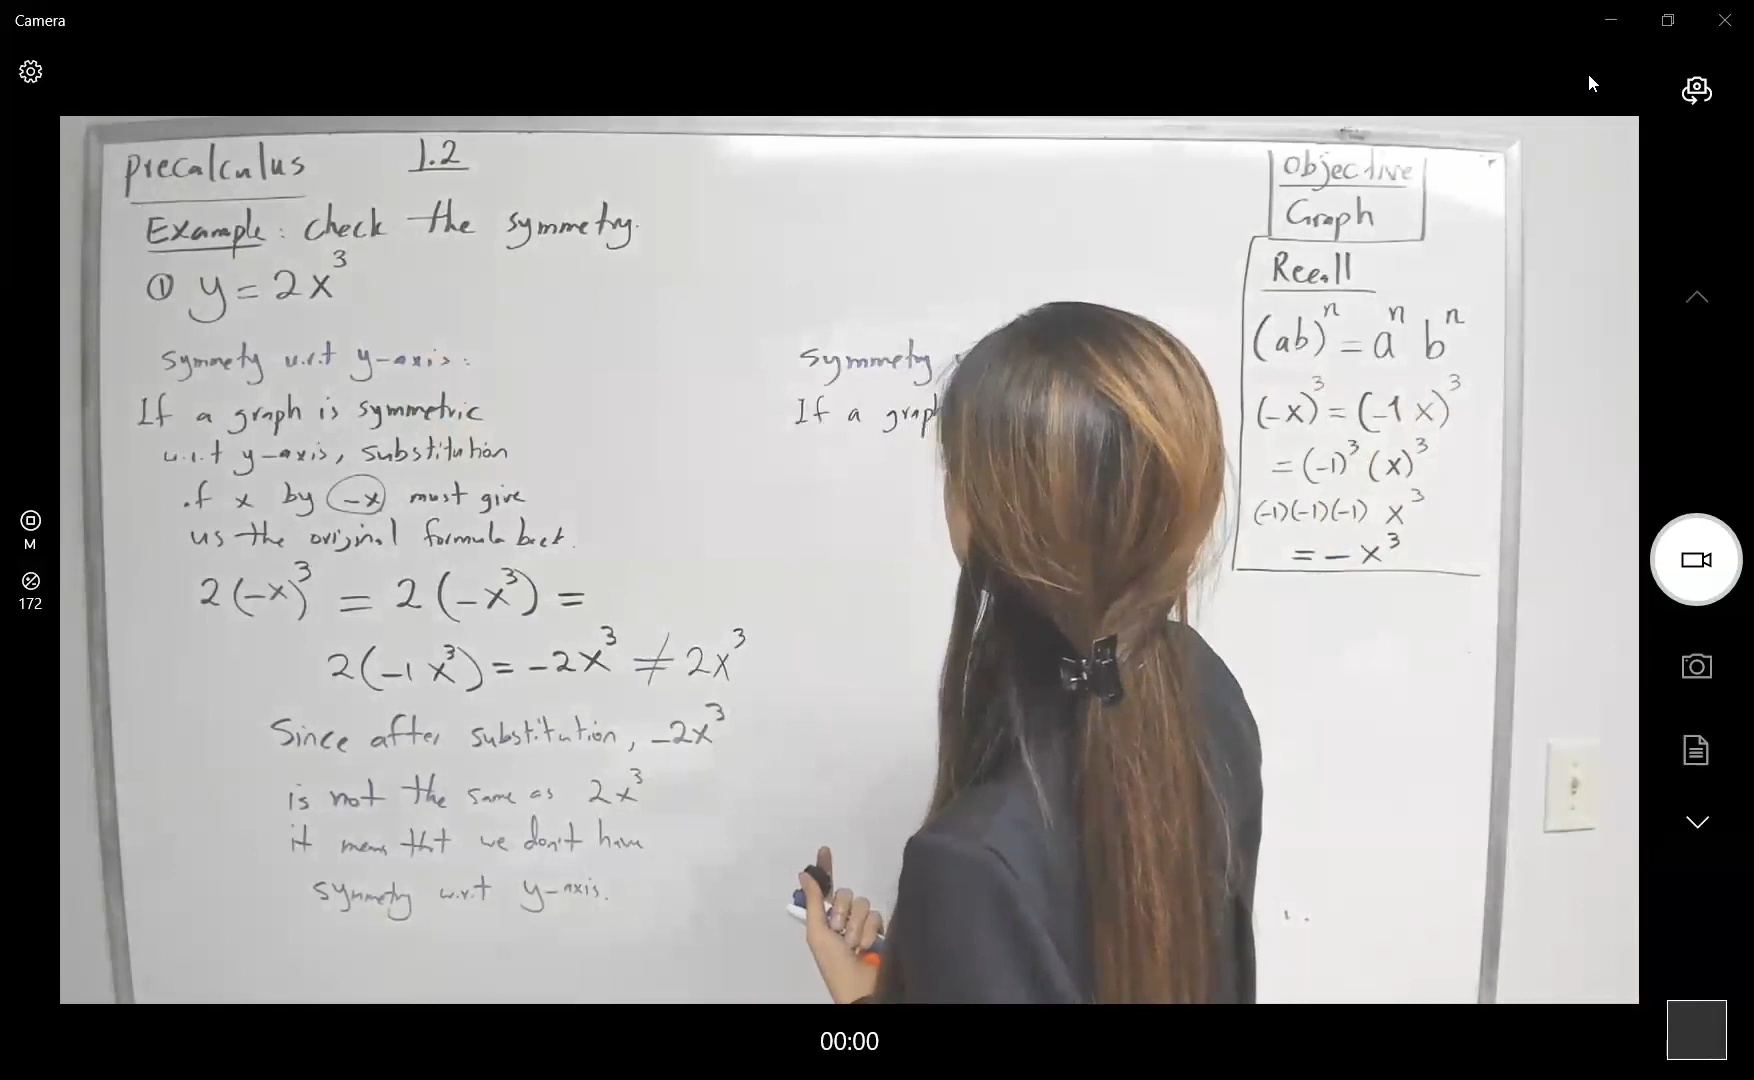 Camera
precalculus 1.2
Example: check the symmetry.
① y = 2x³
Symmety w.r.t y-axis:
If a graph is symmetric
w.r.t y-axis, substitution
of x by -x must give
us the original formula back.
2(-x)³ = 2(-x³) =
2(-1 x³) = -2x³ ≠ 2x³
Since after substitution, -2x³
is not the same as 2x³
it means that we don't have
symmetry w.r.t y-axis.
Symmetry
If a graph
Objective
Graph
Recall
(ab)ⁿ = aⁿ bⁿ
(-x)³ = (-1 x)³
= (-1)³ (x)³
(-1)(-1)(-1) x³
= - x³
M
172
00:00